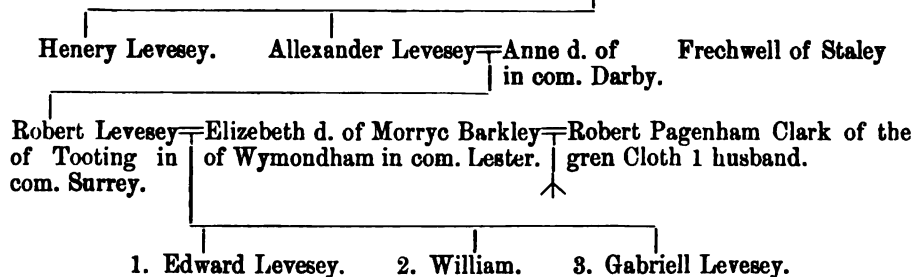 Henery Levesey. Allexander Levesey Anne d. of Frechwell of Staley
in com. Darby.
Robert Levesey Elizebeth d. of Morryc Barkley Robert Pagenham Clark of the
of Tooting in of Wymondham in com. Lester. gren Cloth 1 husband.
com. Surrey.
1. Edward Levesey. 2. William. 3. Gabriell Levesey.